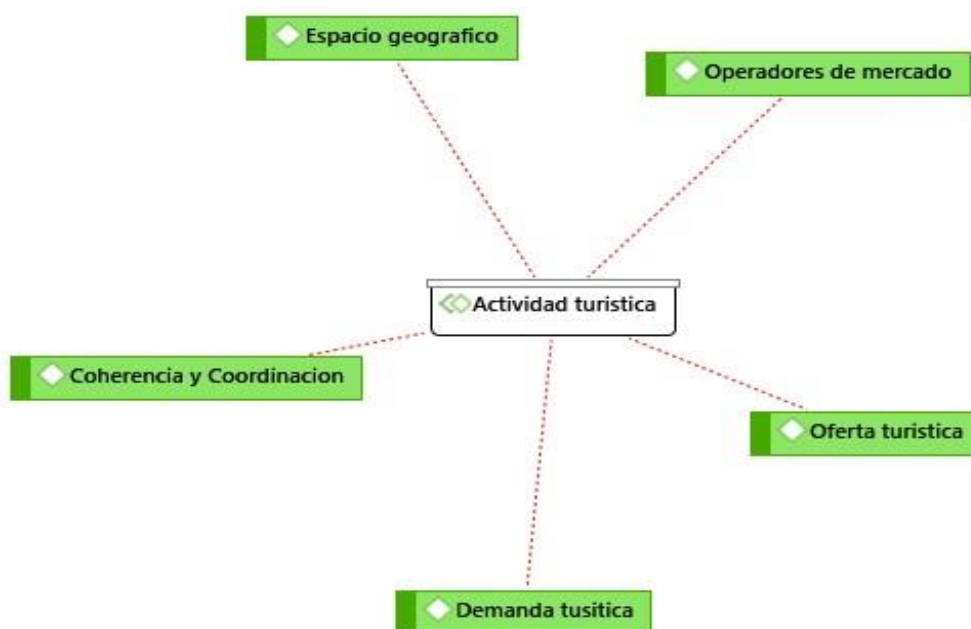 Espacio geografico
Operadores de mercado
Actividad turistica
Coherencia y Coordinacion
Oferta turistica
Demanda tusitica